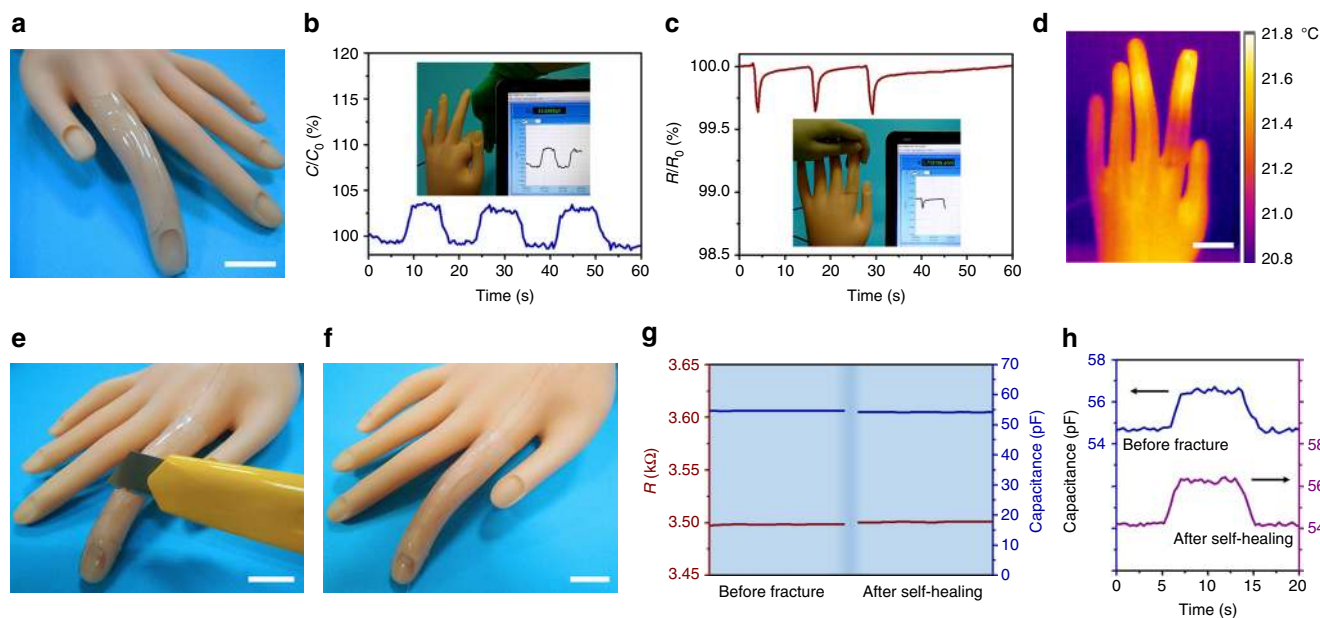 a
b
c
d
120
115
110
105
100
C/C0 (%)
0 10 20 30 40 50 60
Time (s)
100.0
99.5
99.0
98.5
R/R0 (%)
0 10 20 30 40 50 60
Time (s)
21.8 °C
21.6
21.4
21.2
21.0
20.8
e
f
g
h
3.65
3.60
3.55
3.50
3.45
R (kΩ)
70
60
50
40
30
20
10
0
Capacitance (pF)
Before fracture After self-healing
58
56
54
Capacitance (pF)
Before fracture
After self-healing
58
56
54
0 5 10 15 20
Time (s)